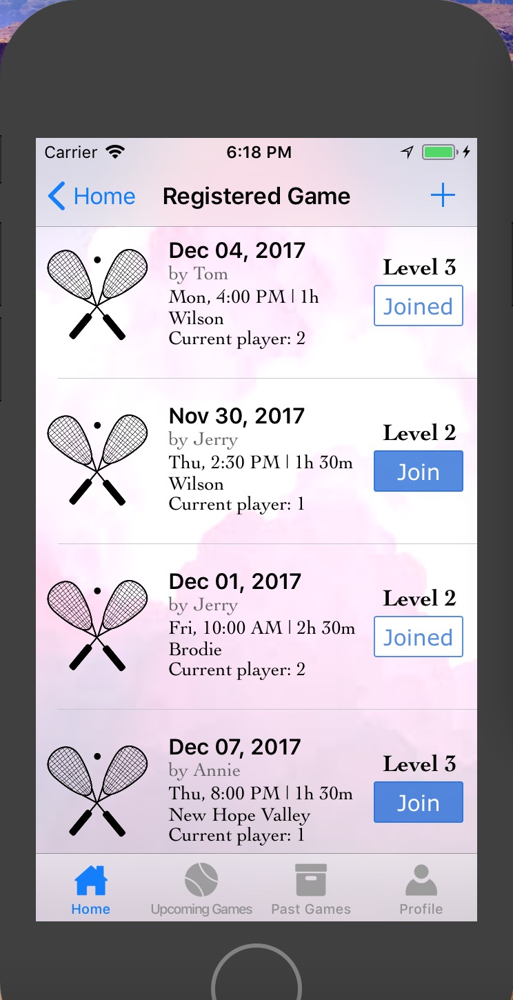 Carrier 6:18 PM
Home Registered Game +
Dec 04, 2017
by Tom
Level 3
Mon, 4:00 PM | 1h
Joined
Wilson
Current player: 2
Nov 30, 2017
by Jerry
Level 2
Thu, 2:30 PM | 1h 30m
Join
Wilson
Current player: 1
Dec 01, 2017
by Jerry
Level 2
Fri, 10:00 AM | 2h 30m
Joined
Brodie
Current player: 2
Dec 07, 2017
by Annie
Level 3
Thu, 8:00 PM | 1h 30m
Join
New Hope Valley
Current player: 1
Home Upcoming Games Past Games Profile